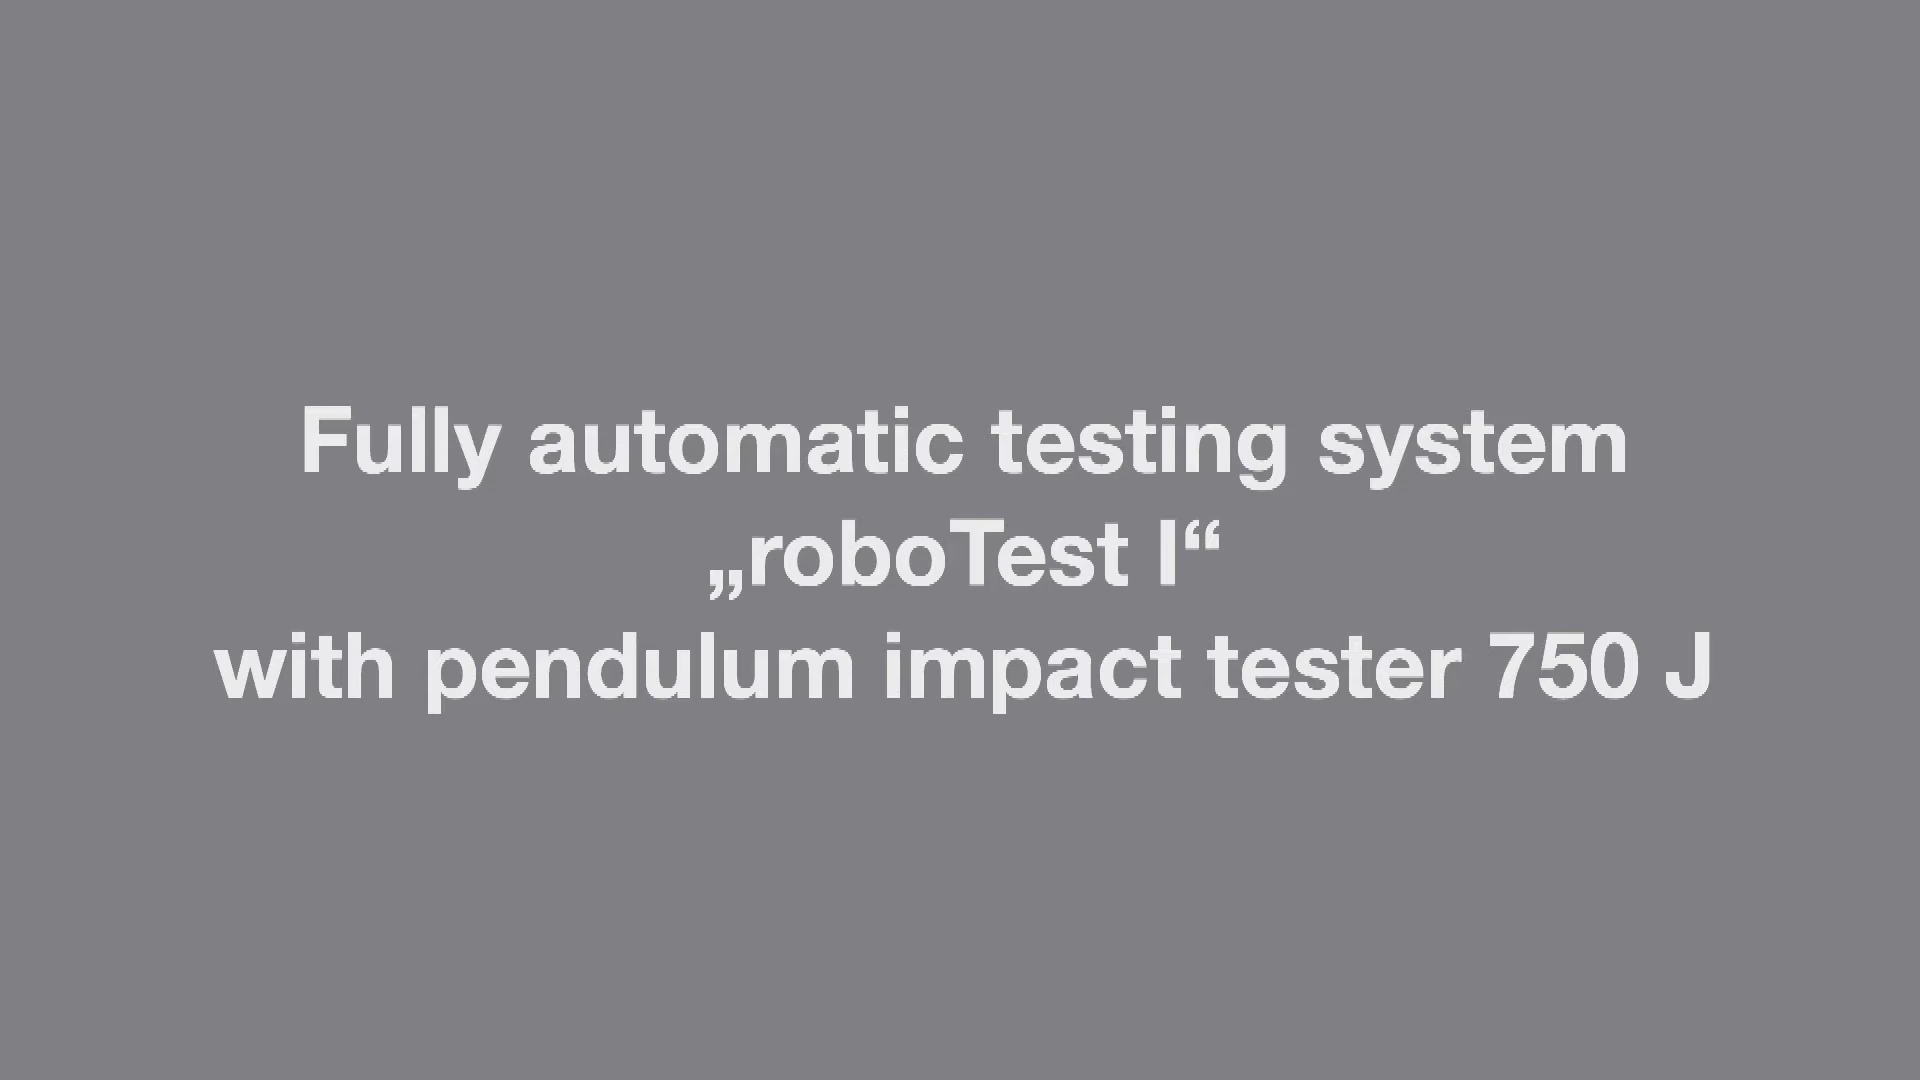 Fully automatic testing system
„roboTest I“
with pendulum impact tester 750 J